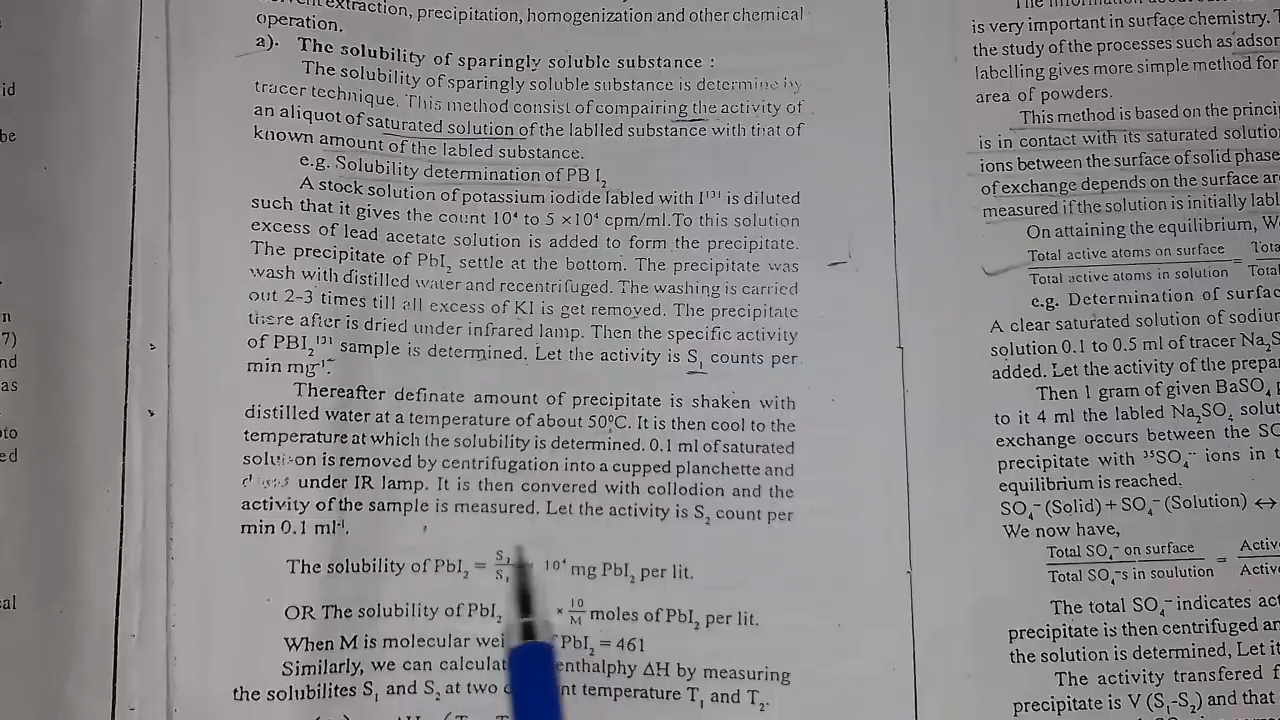 extraction, precipitation, homogenization and other chemical
operation.
a). The solubility of sparingly soluble substance :
The solubility of sparingly soluble substance is determine by
tracer technique. This method consist of compairing the activity of
an aliquot of saturated solution of the lablled substance with that of
known amount of the labled substance.
e.g. Solubility determination of PB I₂
A stock solution of potassium iodide labled with I¹³¹ is diluted
such that it gives the count 10⁴ to 5 ×10⁴ cpm/ml.To this solution
excess of lead acetate solution is added to form the precipitate.
The precipitate of PbI₂ settle at the bottom. The precipitate was
wash with distilled water and recentrifuged. The washing is carried
out 2-3 times till all excess of KI is get removed. The precipitate
there after is dried under infrared lamp. Then the specific activity
of PBI₂¹³¹ sample is determined. Let the activity is S₁ counts per
min mg⁻¹.
Thereafter definate amount of precipitate is shaken with
distilled water at a temperature of about 50⁰C. It is then cool to the
temperature at which the solubility is determined. 0.1 ml of saturated
solution is removed by centrifugation into a cupped planchette and
under IR lamp. It is then convered with collodion and the
activity of the sample is measured. Let the activity is S₂ count per
min 0.1 ml⁻¹.
The solubility of PbI₂ = S₂/S₁ 10⁴ mg PbI₂ per lit.
OR The solubility of PbI₂ × 10/M moles of PbI₂ per lit.
When M is molecular PbI₂ = 461
Similarly, we can enthalphy ΔH by measuring
the solubilites S₁ and S₂ at two temperature T₁ and T₂.
is very important in surface chemistry.
the study of the processes such as
labelling gives more simple method for
area of powders.
This method is based on the
is in contact with its saturated
ions between the surface of solid
of exchange depends on the surface
measured if the solution is initially
On attaining the equilibrium,
Total active atoms on surface =
Total active atoms in solution
e.g. Determination of
A clear saturated solution of
solution 0.1 to 0.5 ml of tracer
added. Let the activity of the
Then 1 gram of given BaSO₄
to it 4 ml the labled Na₂SO₄
exchange occurs between the
precipitate with ³⁵SO₄⁻⁻ ions in
equilibrium is reached.
SO₄⁻ (Solid) + SO₄⁻ (Solution) ↔
We now have,
Total SO₄⁻ on surface =
Total SO₄⁻s in soulution
The total SO₄⁻ indicates
precipitate is then centrifuged
the solution is determined, Let
The activity transfered
precipitate is V (S₁-S₂) and that